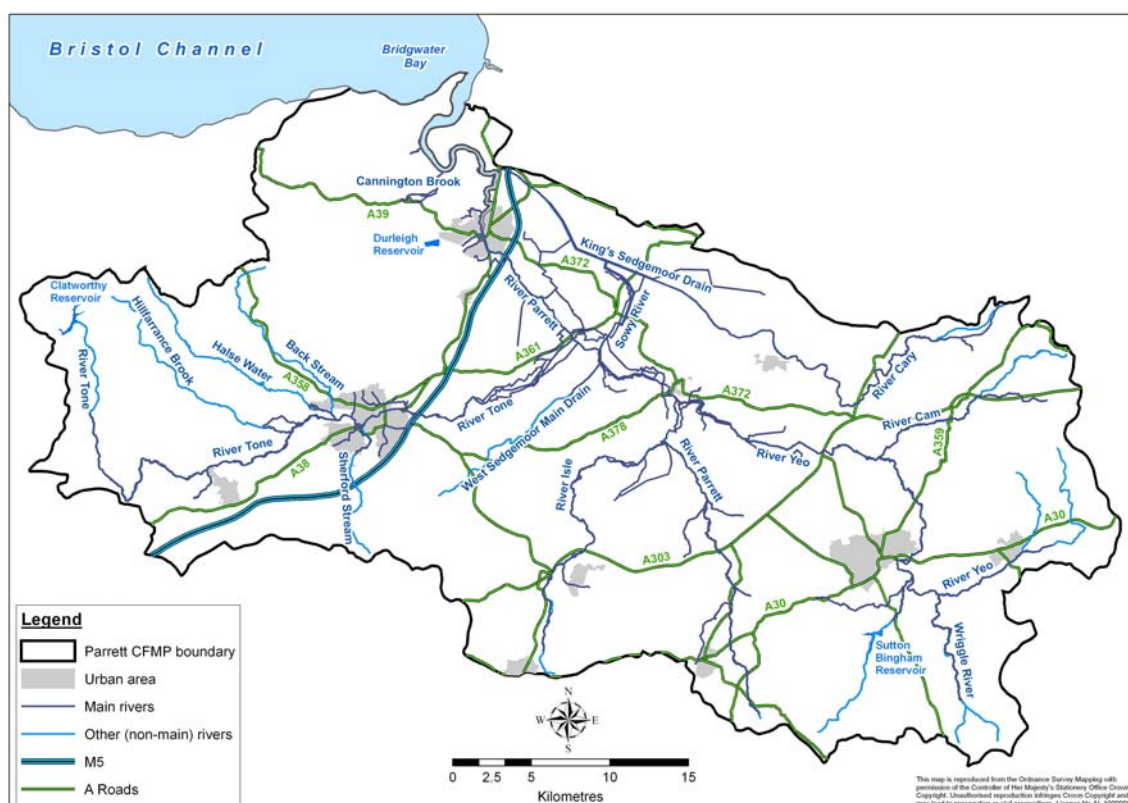 Bristol Channel
Bridgwater
Bay
Cannington Brook
A39
Durleigh
Reservoir
A372
King's Sedgemoor Drain
River Parrett
Sowy River
Clatworthy
Reservoir
Hillfarrance Brook
Halse Water
Back Stream
A358
River Tone
A361
River Tone
West Sedgemoor Main Drain
A378
A372
River Cary
River Cam
A359
River Tone
A38
Sherford Stream
River Isle
River Parrett
River Yeo
A303
A30
A30
River Yeo
Sutton
Bingham
Reservoir
Wriggle River
Legend
Parrett CFMP boundary
Urban area
Main rivers
Other (non-main) rivers
M5
A Roads
N
W E
S
0 2.5 5 10 15
Kilometres
This map is reproduced from the Ordnance Survey Mapping with
permission of the Controller of Her Majesty's Stationery Office Crown
Copyright. Unauthorised reproduction infringes Crown Copyright and